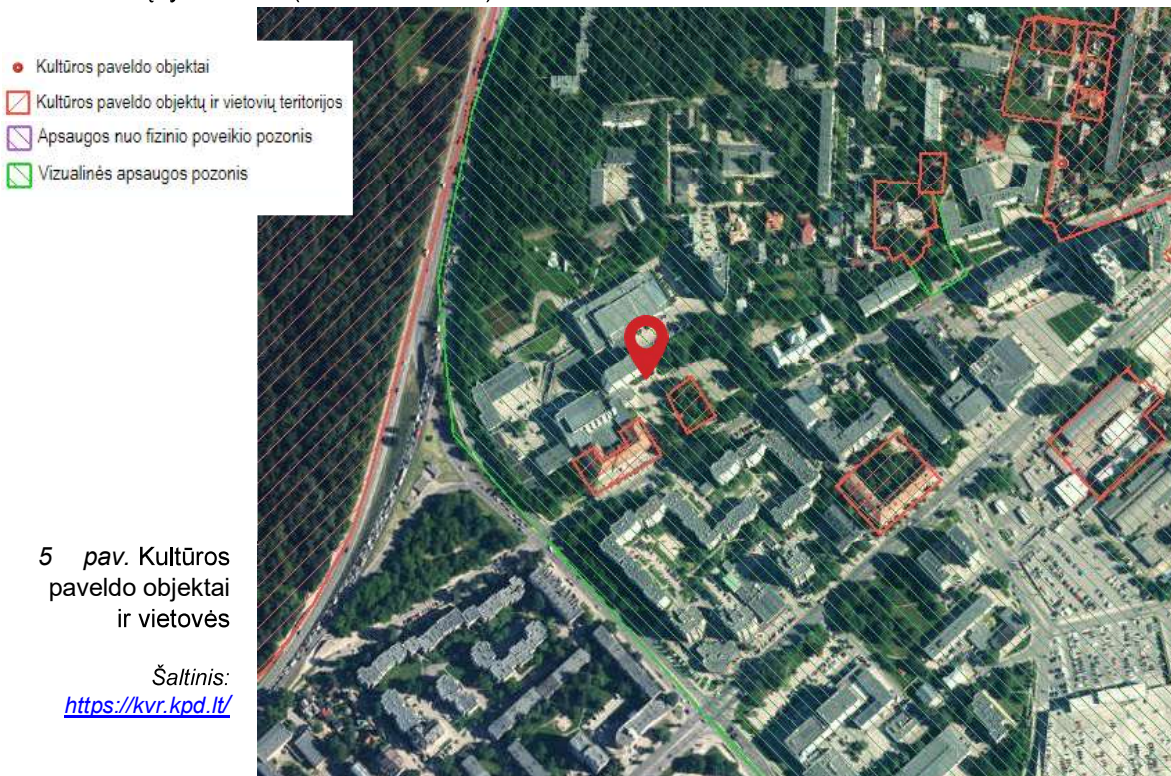 Kultūros paveldo objektai
Kultūros paveldo objektų ir vietovių teritorijos
Apsaugos nuo fizinio poveikio pozonis
Vizualinės apsaugos pozonis
5 pav. Kultūros
paveldo objektai
ir vietovės
Šaltinis:
https://kvr.kpd.lt/